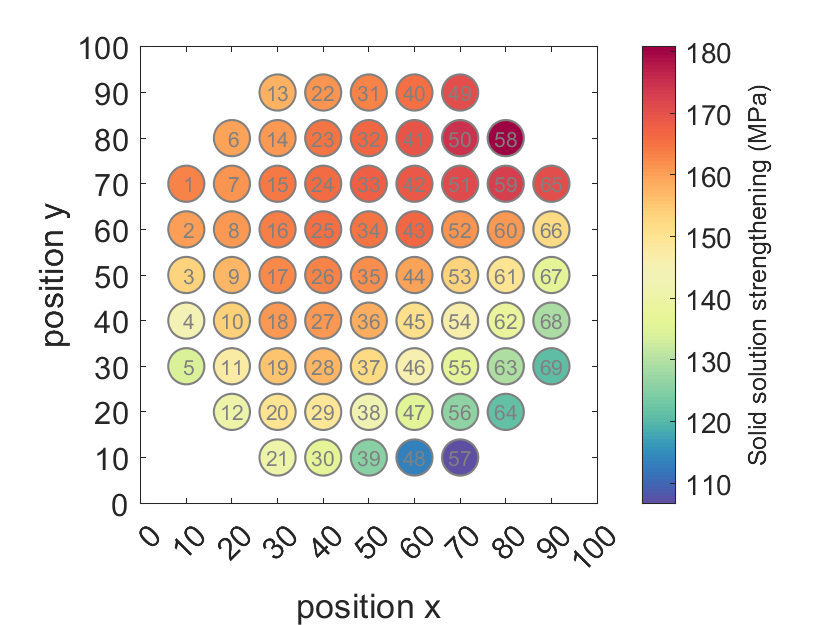 100
90
80
70
60
50
40
30
20
10
0
position y
13 22 31 40 49
6 14 23 32 41 50 58
1 7 15 24 33 42 51 59 65
2 8 16 25 34 43 52 60 66
3 9 17 26 35 44 53 61 67
4 10 18 27 36 45 54 62 68
5 11 19 28 37 46 55 63 69
12 20 29 38 47 56 64
21 30 39 48 57
0 10 20 30 40 50 60 70 80 90 100
position x
180
170
160
150
140
130
120
110
Solid solution strengthening (MPa)